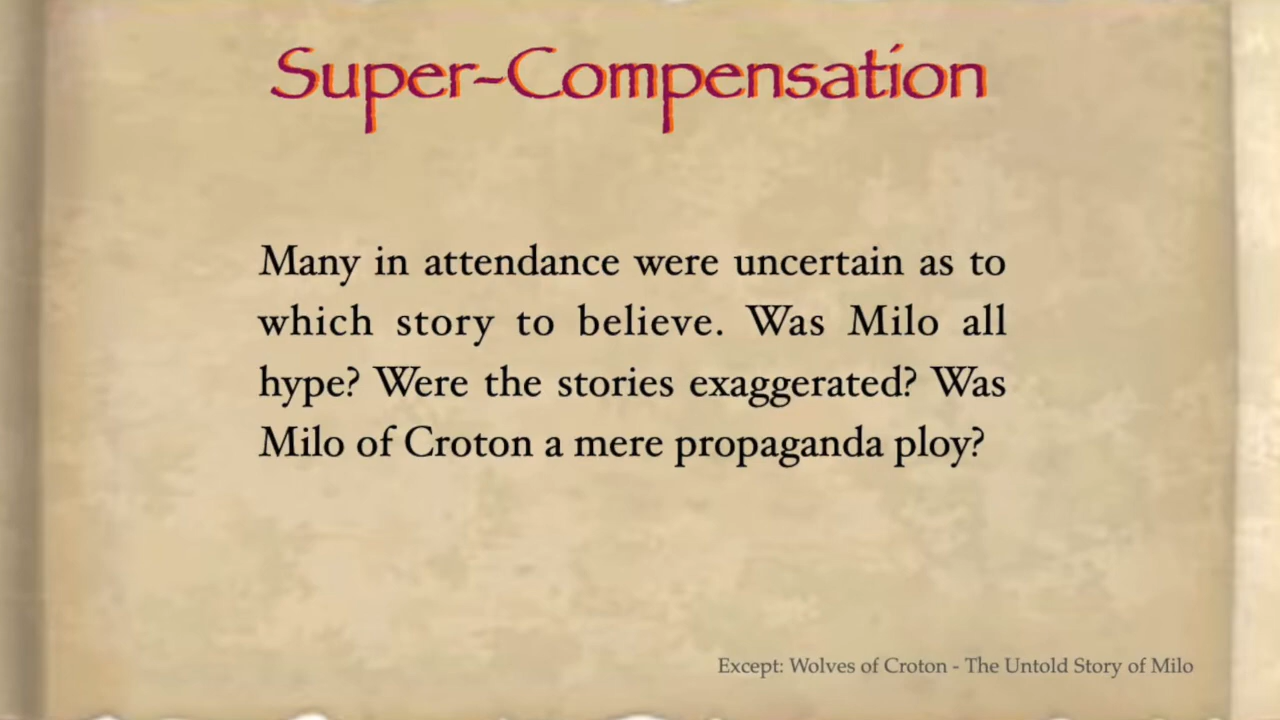 Super-Compensation
Many in attendance were uncertain as to
which story to believe. Was Milo all
hype? Were the stories exaggerated? Was
Milo of Croton a mere propaganda ploy?
Except: Wolves of Croton - The Untold Story of Milo